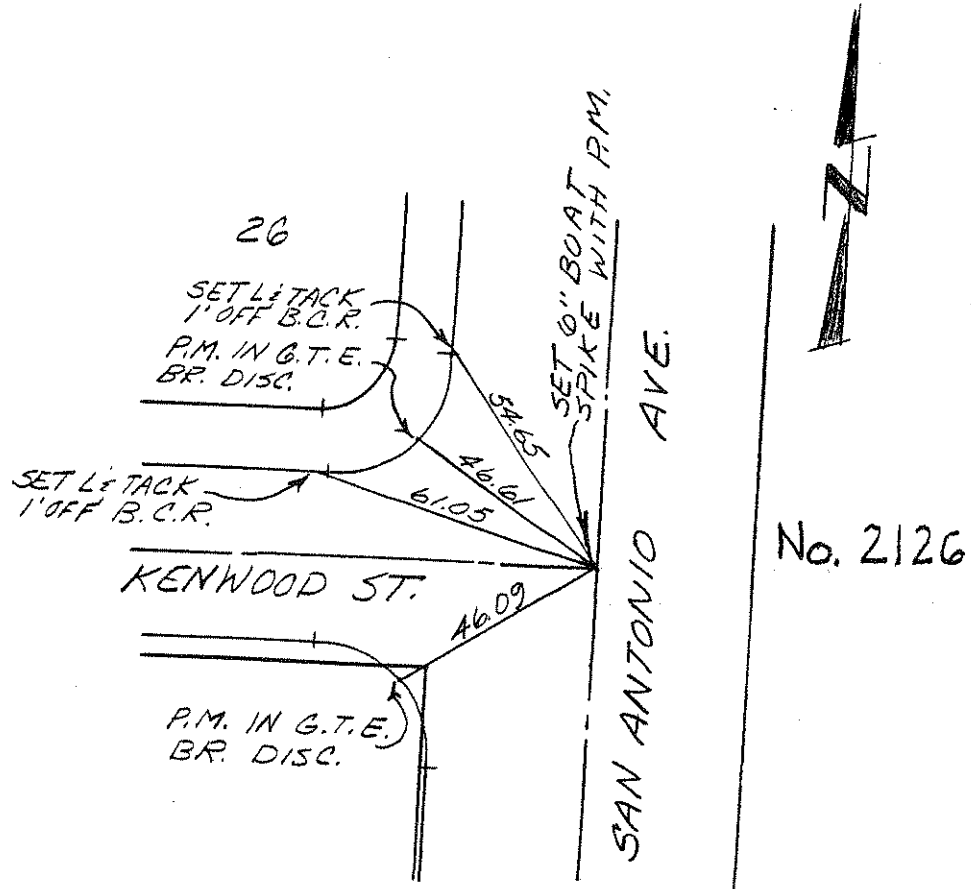 26
SET L& TACK
1' OFF B.C.R.
P.M. IN G.T.E.
BR. DISC.
SET 6" BOAT
SPIKE WITH P.M.
N
54.65
46.61
61.05
SET L& TACK
1' OFF B.C.R.
KENWOOD ST.
46.09
SAN ANTONIO AVE.
No. 2126
P.M. IN G.T.E.
BR. DISC.